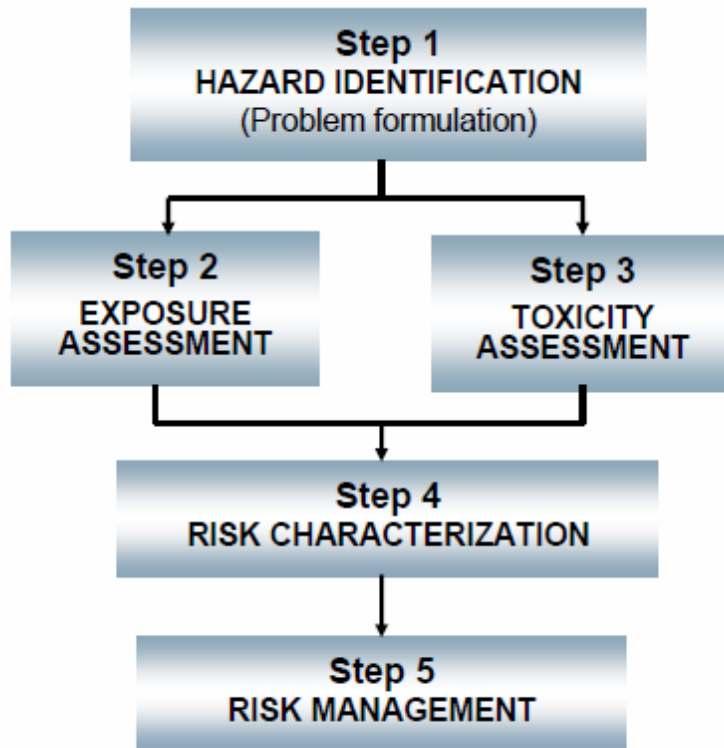 Step 1
HAZARD IDENTIFICATION
(Problem formulation)
Step 2
EXPOSURE
ASSESSMENT
Step 3
TOXICITY
ASSESSMENT
Step 4
RISK CHARACTERIZATION
Step 5
RISK MANAGEMENT